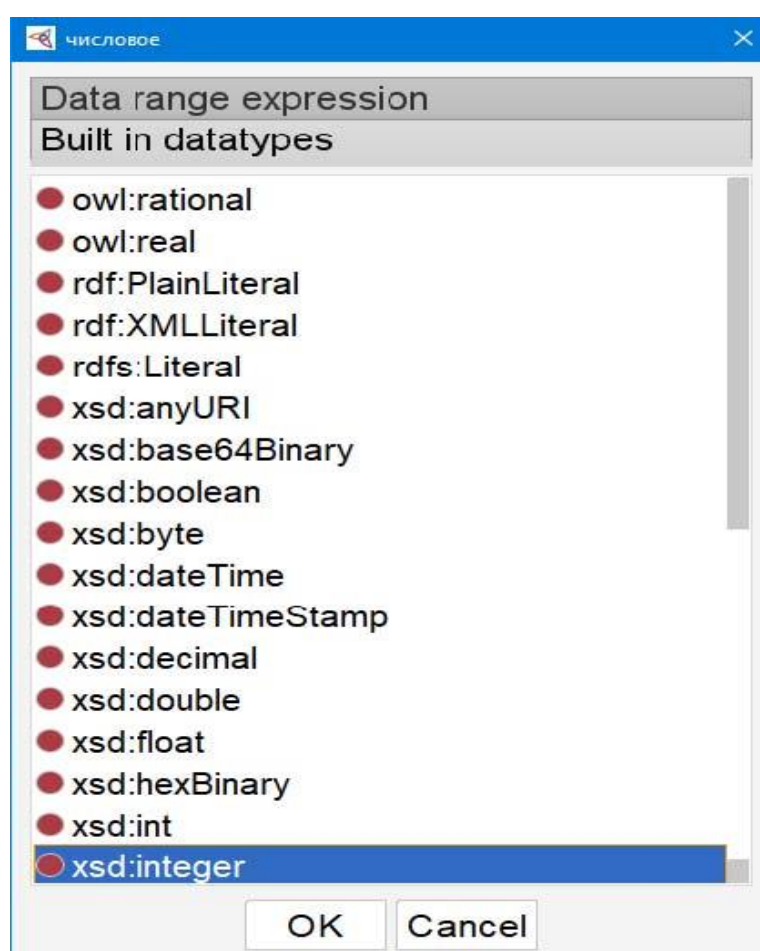 числовое
Data range expression
Built in datatypes
owl:rational
owl:real
rdf:PlainLiteral
rdf:XMLLiteral
rdfs:Literal
xsd:anyURI
xsd:base64Binary
xsd:boolean
xsd:byte
xsd:dateTime
xsd:dateTimeStamp
xsd:decimal
xsd:double
xsd:float
xsd:hexBinary
xsd:int
xsd:integer
OK Cancel